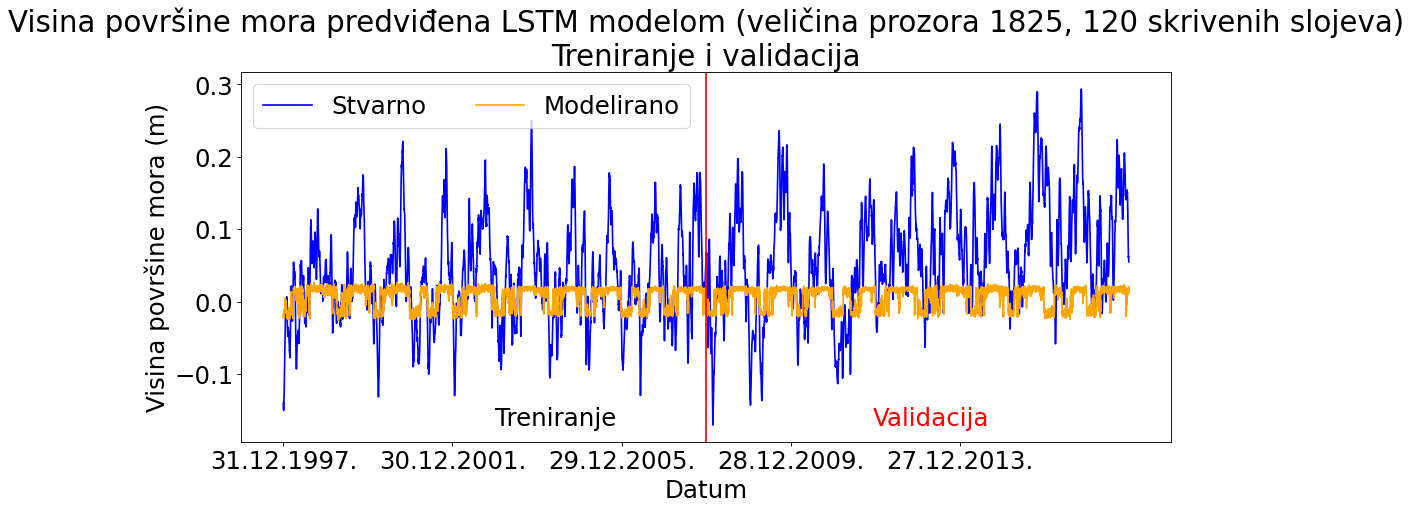 Visina površine mora predviđena LSTM modelom (veličina prozora 1825, 120 skrivenih slojeva)
Treniranje i validacija
Stvarno Modelirano
Visina površine mora (m)
0.3
0.2
0.1
0.0
−0.1
Treniranje Validacija
31.12.1997. 30.12.2001. 29.12.2005. 28.12.2009. 27.12.2013.
Datum